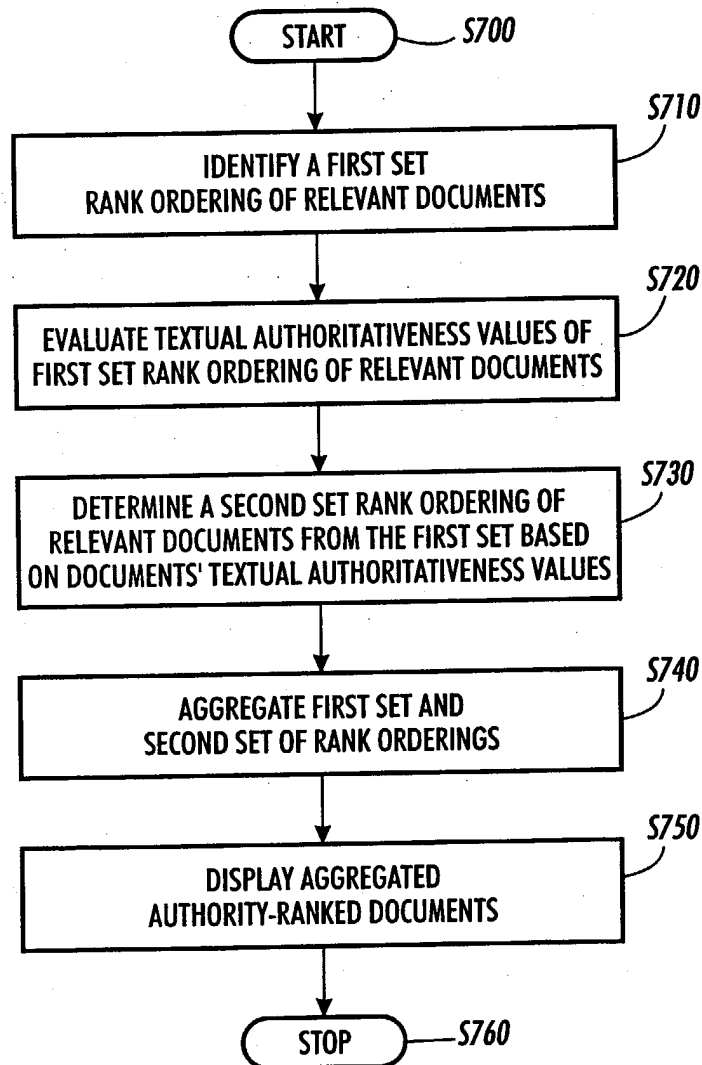 START
S700
S710
IDENTIFY A FIRST SET
RANK ORDERING OF RELEVANT DOCUMENTS
S720
EVALUATE TEXTUAL AUTHORITATIVENESS VALUES OF
FIRST SET RANK ORDERING OF RELEVANT DOCUMENTS
S730
DETERMINE A SECOND SET RANK ORDERING OF
RELEVANT DOCUMENTS FROM THE FIRST SET BASED
ON DOCUMENTS' TEXTUAL AUTHORITATIVENESS VALUES
S740
AGGREGATE FIRST SET AND
SECOND SET OF RANK ORDERINGS
S750
DISPLAY AGGREGATED
AUTHORITY-RANKED DOCUMENTS
STOP
S760